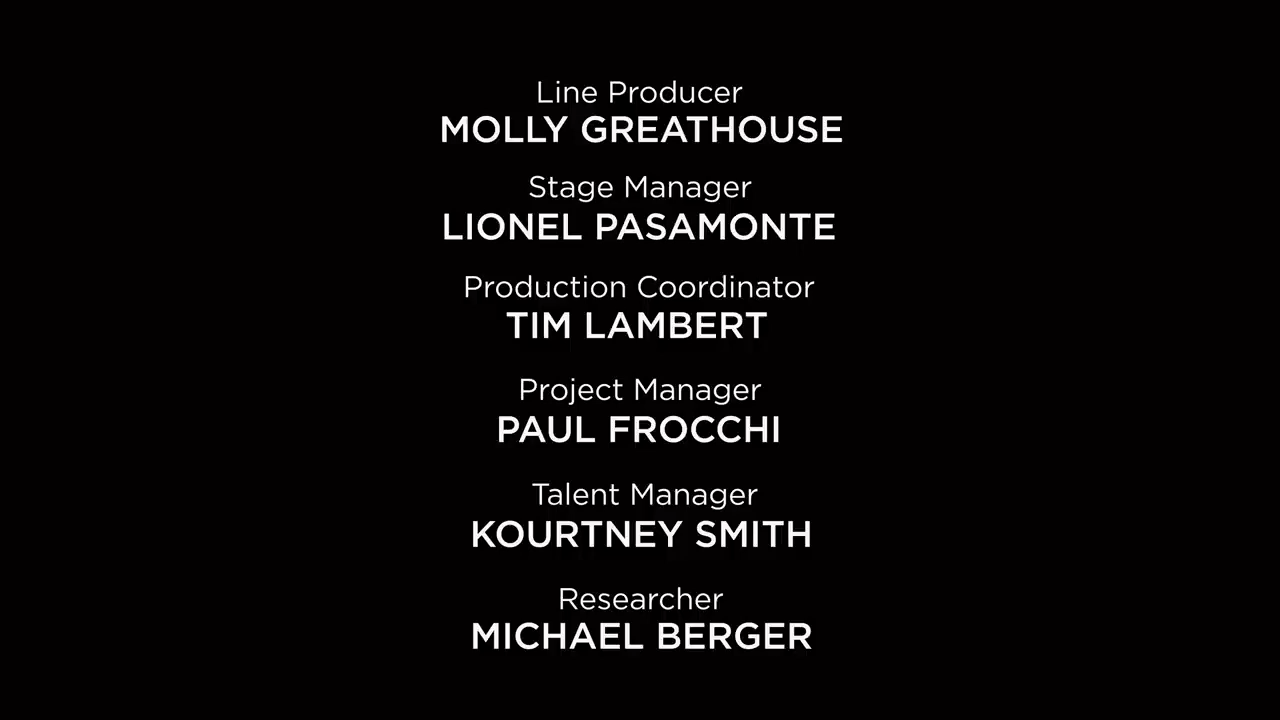 Line Producer
MOLLY GREATHOUSE
Stage Manager
LIONEL PASAMONTE
Production Coordinator
TIM LAMBERT
Project Manager
PAUL FROCCHI
Talent Manager
KOURTNEY SMITH
Researcher
MICHAEL BERGER